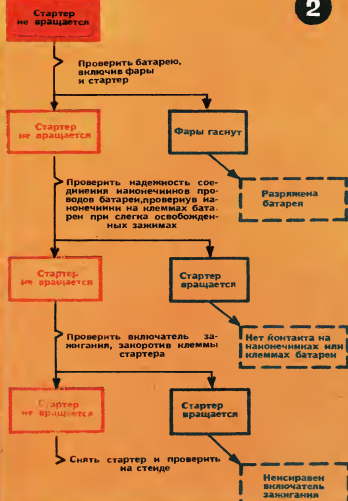 2
Стартер
не вращается
Проверить батарею,
включив фары
и стартер
Стартер
не вращается
Фары гаснут
Проверить надежность сое-
динения наконечников про-
водов батареи,провернув на-
конечники на клеммах бата-
реи при слегка освобожден-
ных зажимах
Разряжена
батарея
Стартер
не вращается
Стартер
вращается
Проверить включатель за-
жигания, закоротив клеммы
стартера
Нет контакта на
наконечниках или
клеммах батареи
Стартер
не вращается
Стартер
вращается
Снять стартер и проверить
на стенде
Неисправен
включатель
зажигания